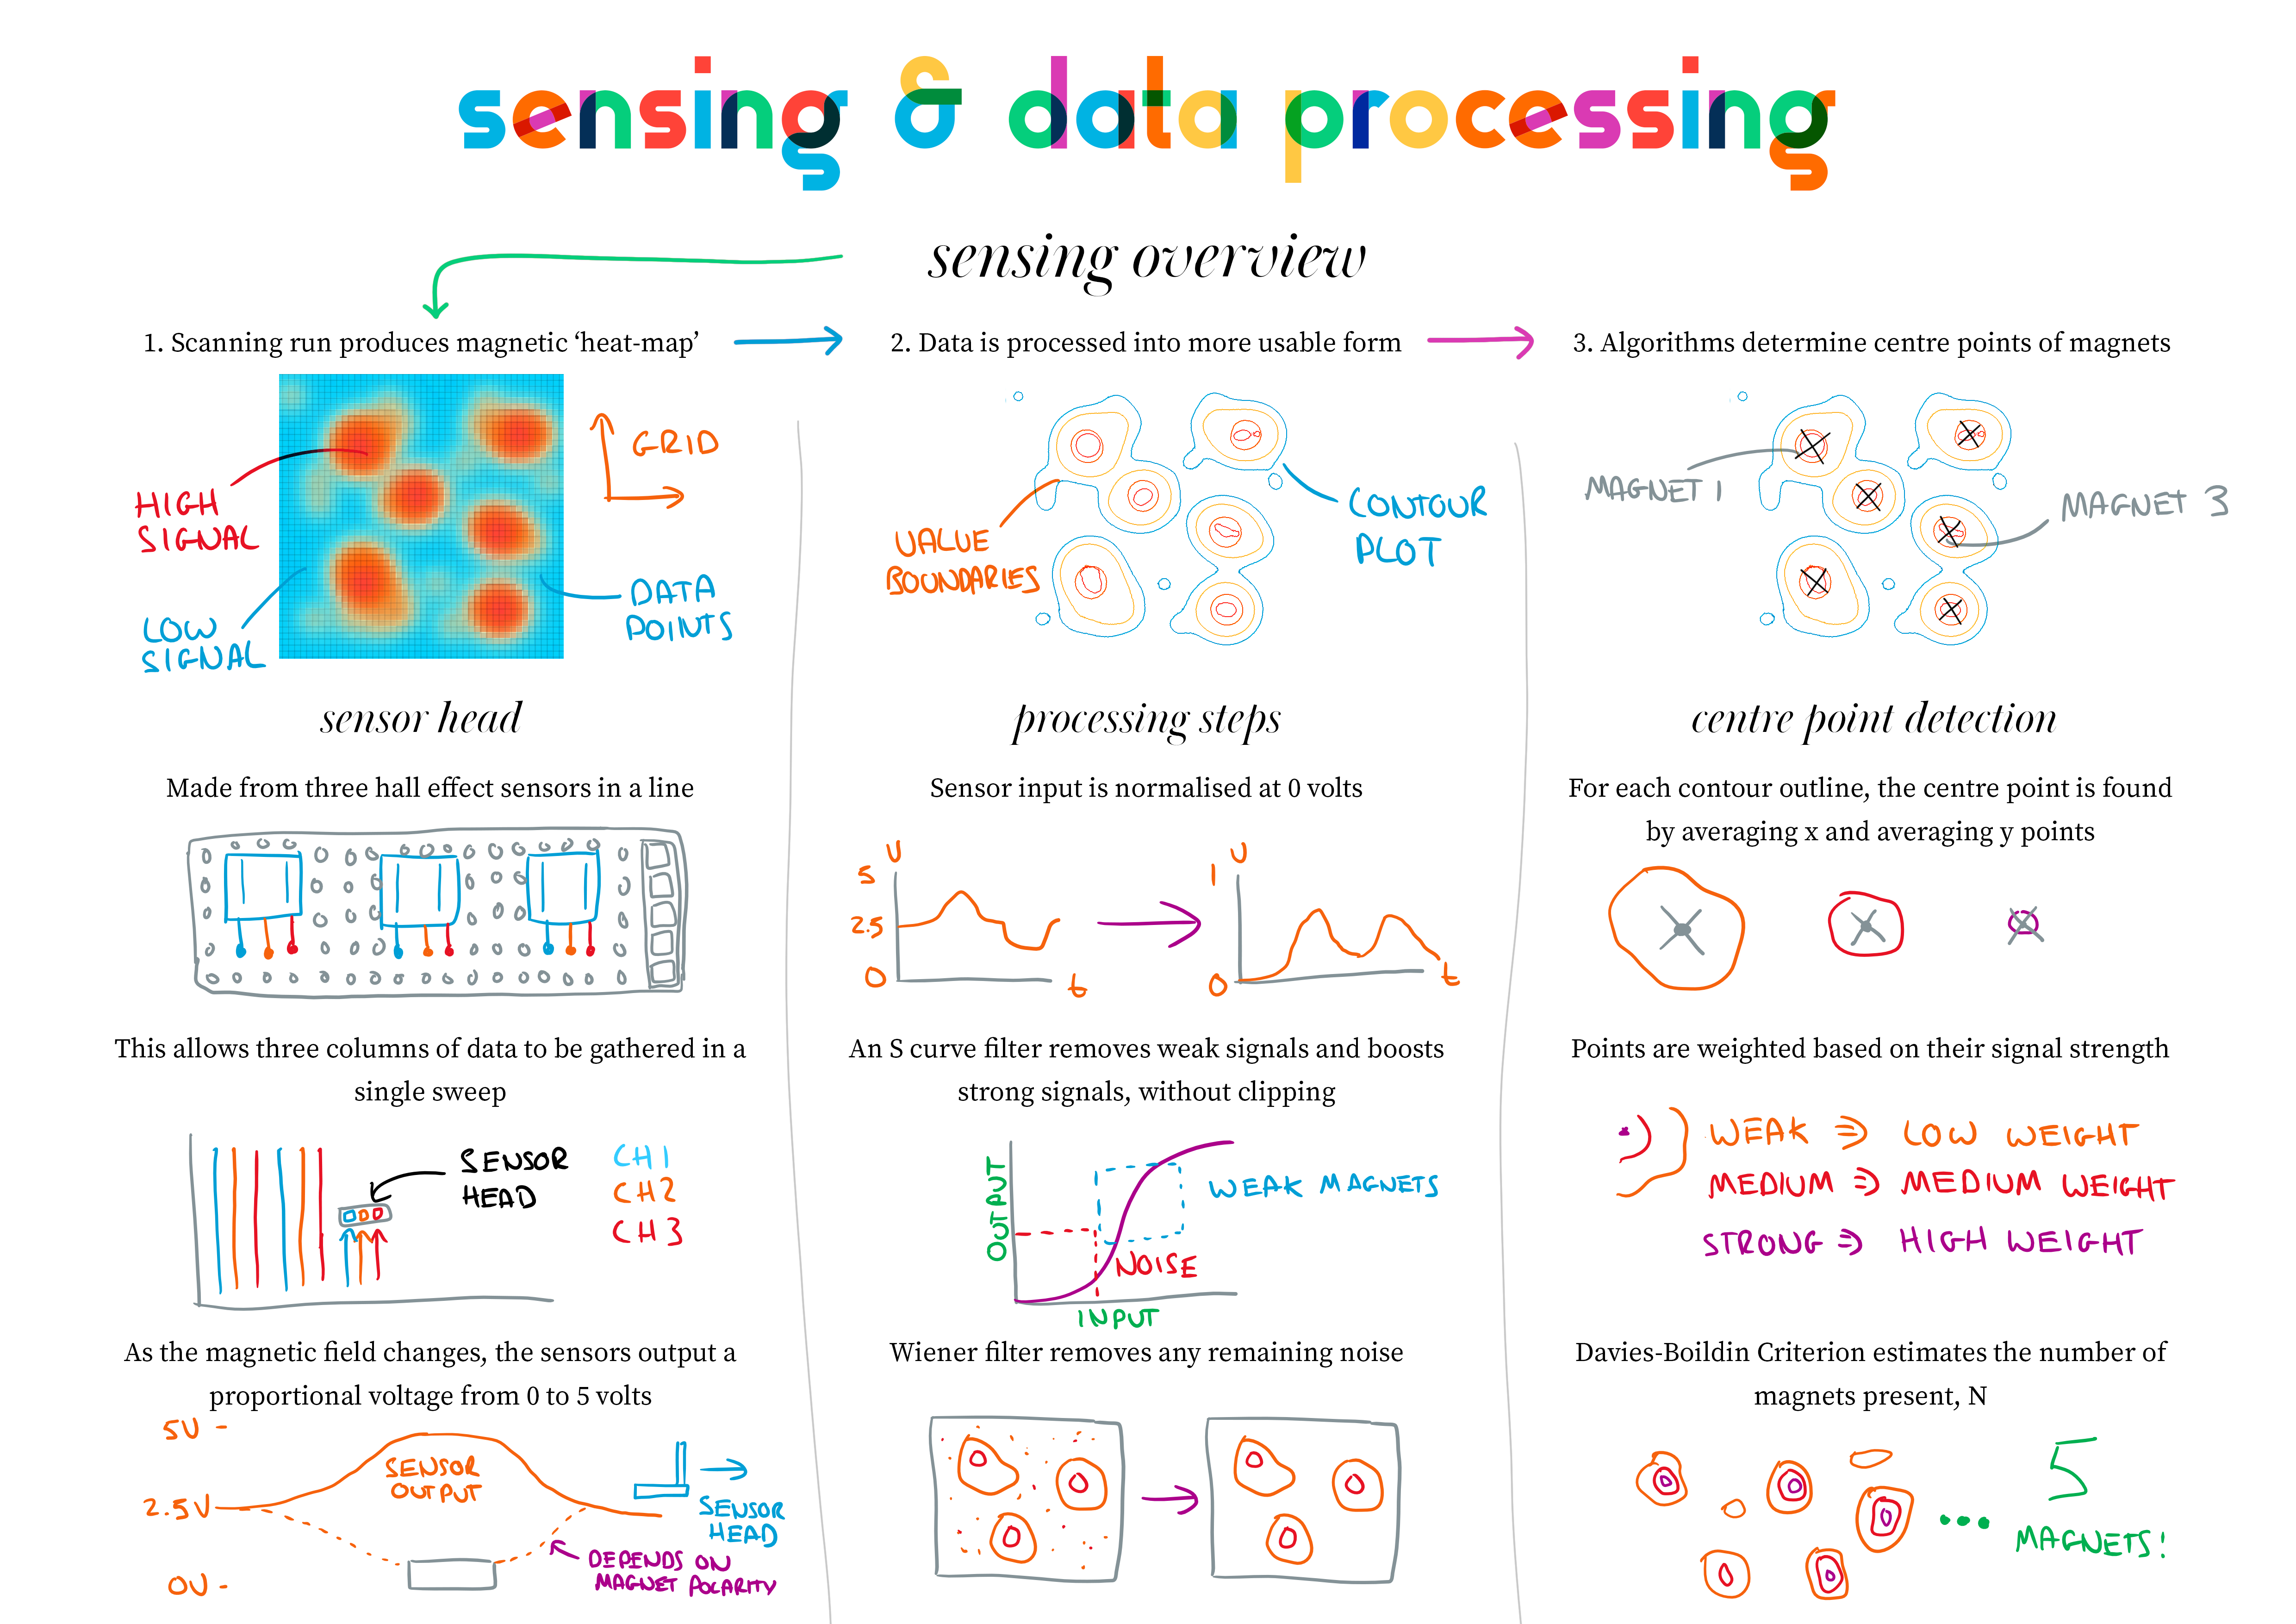 sensing & data processing
sensing overview
1. Scanning run produces magnetic ‘heat-map’
HIGH
SIGNAL
LOW
SIGNAL
GRID
DATA
POINTS
2. Data is processed into more usable form
VALUE
BOUNDARIES
CONTOUR
PLOT
3. Algorithms determine centre points of magnets
MAGNET 1
MAGNET 3
sensor head
Made from three hall effect sensors in a line
This allows three columns of data to be gathered in a
single sweep
SENSOR
HEAD
CH1
CH2
CH3
As the magnetic field changes, the sensors output a
proportional voltage from 0 to 5 volts
5V -
2.5V
0V -
SENSOR
OUTPUT
SENSOR
HEAD
DEPENDS ON
MAGNET POLARITY
processing steps
Sensor input is normalised at 0 volts
V
5
2.5
0
t
V
1
0
t
An S curve filter removes weak signals and boosts
strong signals, without clipping
OUTPUT
WEAK MAGNETS
NOISE
INPUT
Wiener filter removes any remaining noise
centre point detection
For each contour outline, the centre point is found
by averaging x and averaging y points
Points are weighted based on their signal strength
WEAK ⇒ LOW WEIGHT
MEDIUM ⇒ MEDIUM WEIGHT
STRONG ⇒ HIGH WEIGHT
Davies-Boildin Criterion estimates the number of
magnets present, N
... 5
MAGNETS!